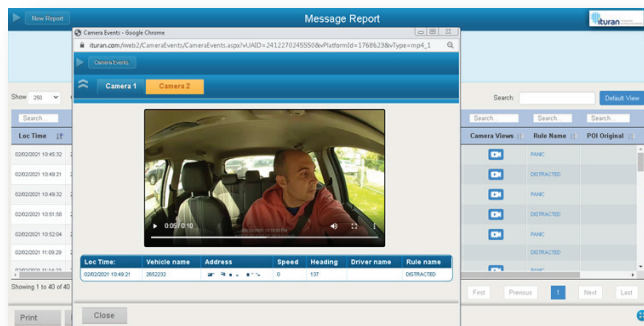 New Report
Message Report
ituran
Camera Events - Google Chrome
ituran.com/iweb2/CameraEvents/CameraEvents.aspx?vUAID=2412270245550&vPlatformId=1768623&vType=mp4_1
Camera Events
Camera 1 Camera 2
Show 250
Search:
Default View
Search...
Search... Search... Search...
Loc Time
Camera Views Rule Name POI Original
02/02/2021 10:45:32 PANIC
02/02/2021 10:49:21 DISTRACTED
02/02/2021 10:49:32 PANIC
02/02/2021 10:51:58 DISTRACTED
02/02/2021 10:52:04 PANIC
02/02/2021 11:09:29 DISTRACTED
PANIC
0:05 / 0:10
Loc Time: Vehicle name Address Speed Heading Driver name Rule name
02/02/2021 10:49:21 2652232 0 137 DISTRACTED
Showing 1 to 40 of 40
First Previous 1 Next Last
Print
Close